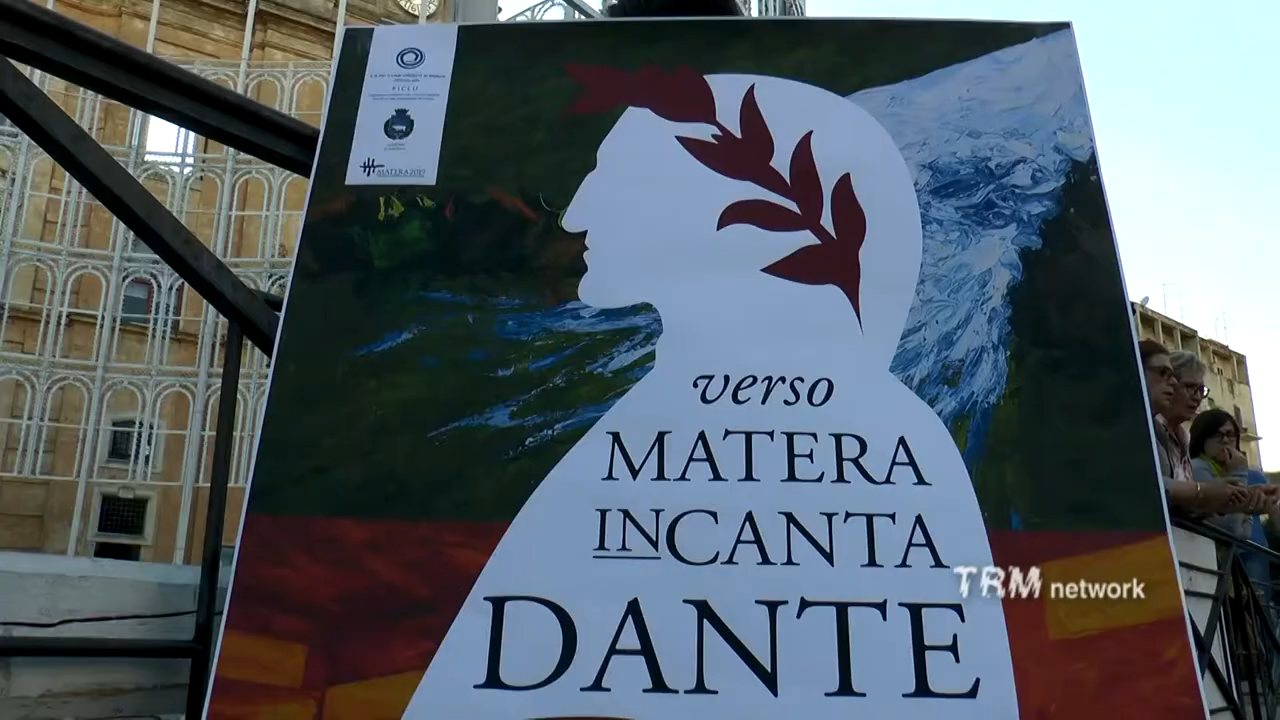 FICLU
MATERA 2019
verso
MATERA
INCANTA
DANTE
TRM network